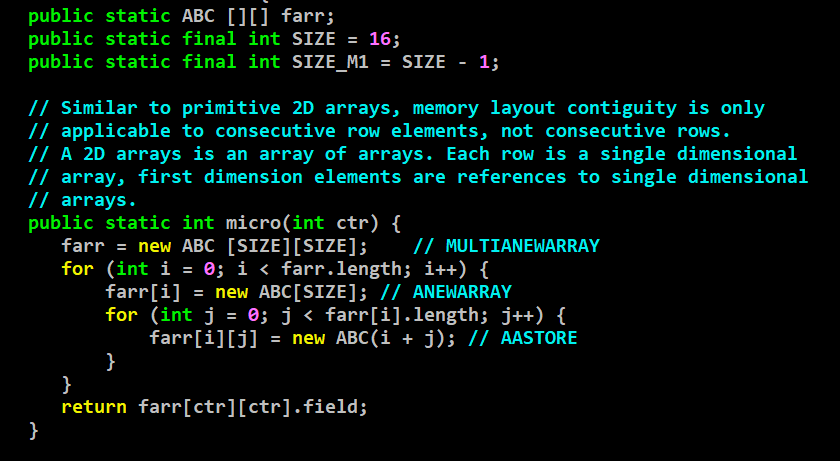 public static ABC [][] farr;
public static final int SIZE = 16;
public static final int SIZE_M1 = SIZE - 1;
// Similar to primitive 2D arrays, memory layout contiguity is only
// applicable to consecutive row elements, not consecutive rows.
// A 2D arrays is an array of arrays. Each row is a single dimensional
// array, first dimension elements are references to single dimensional
// arrays.
public static int micro(int ctr) {
farr = new ABC [SIZE][SIZE];    // MULTIANEWARRAY
for (int i = 0; i < farr.length; i++) {
farr[i] = new ABC[SIZE]; // ANEWARRAY
for (int j = 0; j < farr[i].length; j++) {
farr[i][j] = new ABC(i + j); // AASTORE
}
}
return farr[ctr][ctr].field;
}